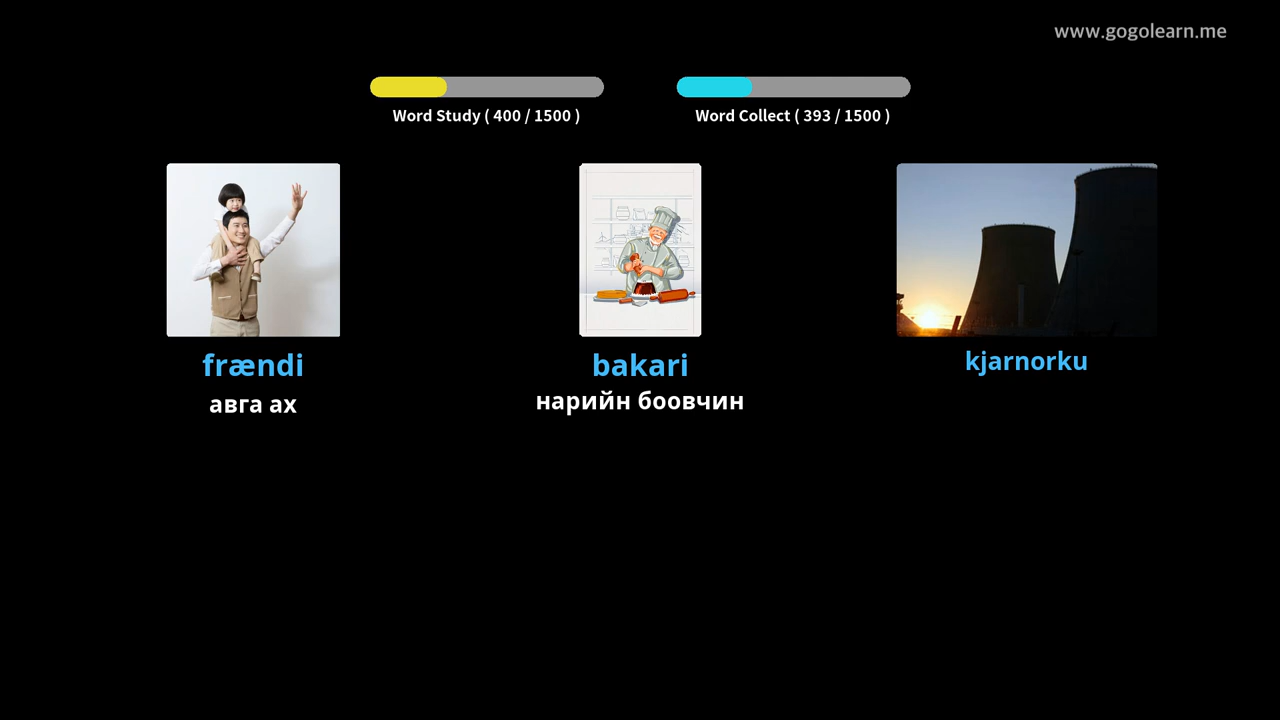 www.gogolearn.me
Word Study ( 400 / 1500 )
Word Collect ( 393 / 1500 )
frændi
авга ах
bakari
нарийн боовчин
kjarnorku